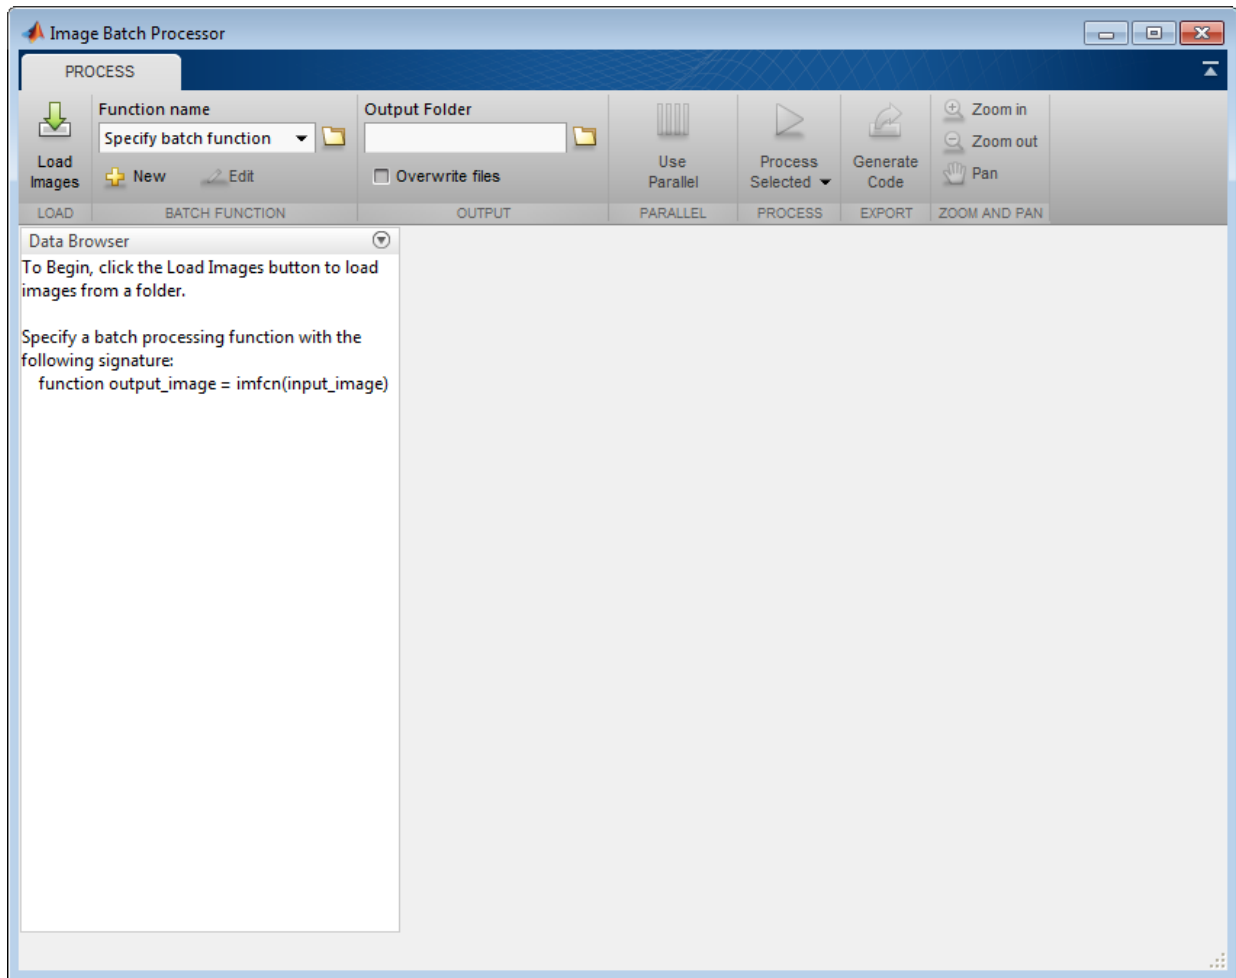 Image Batch Processor
PROCESS
Load
Images
Function name
Specify batch function
New Edit
Output Folder
Overwrite files
Use
Parallel
Process
Selected
Generate
Code
Zoom in
Zoom out
Pan
LOAD BATCH FUNCTION OUTPUT PARALLEL PROCESS EXPORT ZOOM AND PAN
Data Browser
To Begin, click the Load Images button to load
images from a folder.
Specify a batch processing function with the
following signature:
function output_image = imfcn(input_image)